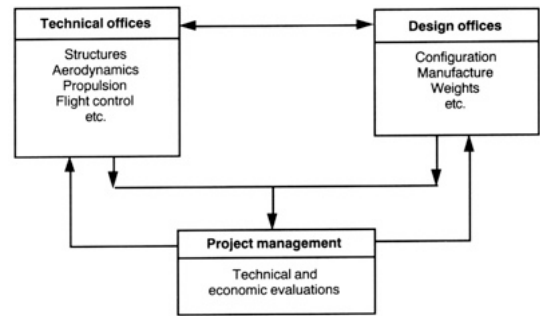 Technical offices
Structures
Aerodynamics
Propulsion
Flight control
etc.
Design offices
Configuration
Manufacture
Weights
etc.
Project management
Technical and
economic evaluations